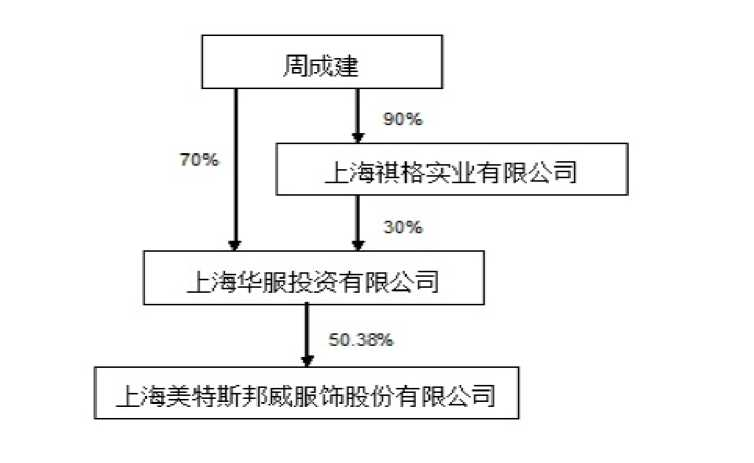 周成建
90%
70%
上海祺格实业有限公司
30%
上海华服投资有限公司
50.38%
上海美特斯邦威服饰股份有限公司